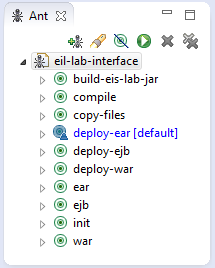 Ant
eil-lab-interface
build-eis-lab-jar
compile
copy-files
deploy-ear [default]
deploy-ejb
deploy-war
ear
ejb
init
war